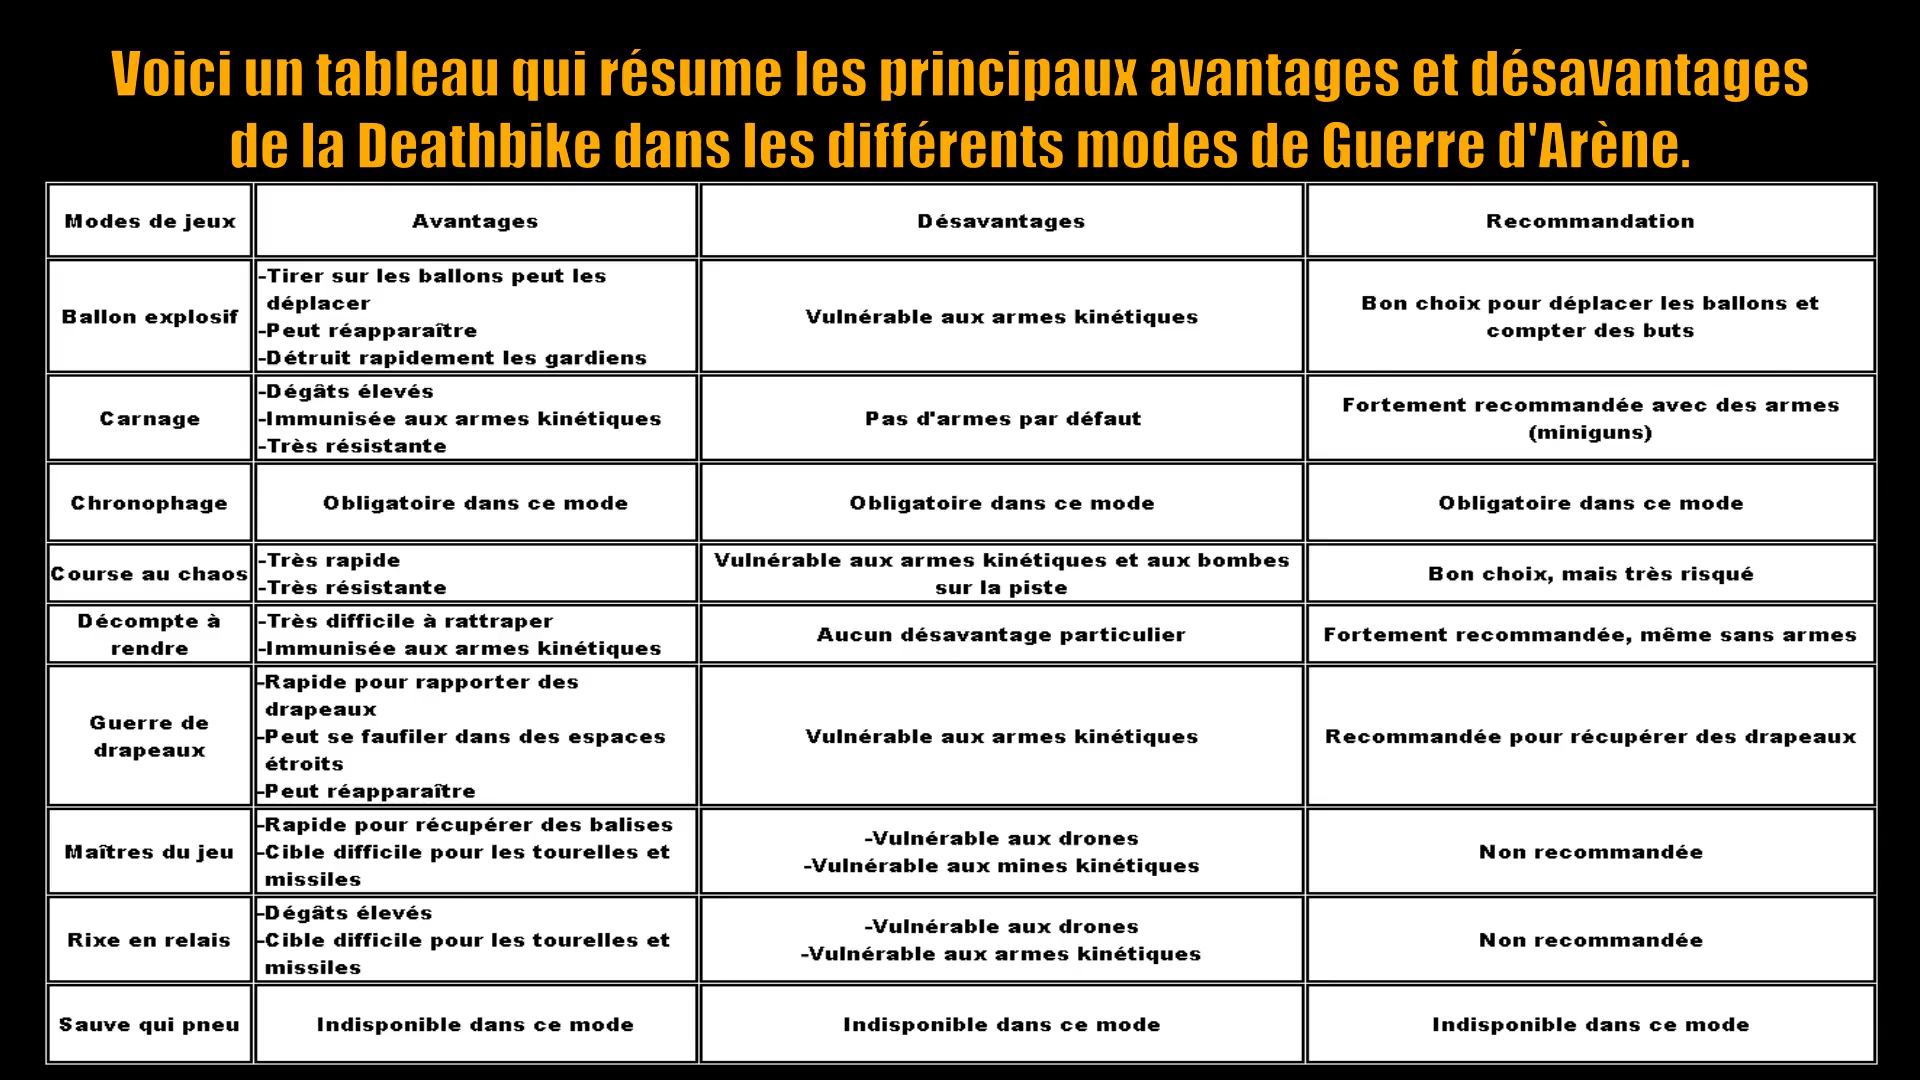 Voici un tableau qui résume les principaux avantages et désavantages
de la Deathbike dans les différents modes de Guerre d'Arène.
Modes de jeux
Avantages
Désavantages
Recommandation
Ballon explosif
-Tirer sur les ballons peut les
déplacer
-Peut réapparaître
-Détruit rapidement les gardiens
Vulnérable aux armes kinétiques
Bon choix pour déplacer les ballons et
compter des buts
Carnage
-Dégâts élevés
-Immunisée aux armes kinétiques
-Très résistante
Pas d'armes par défaut
Fortement recommandée avec des armes
(miniguns)
Chronophage
Obligatoire dans ce mode
Obligatoire dans ce mode
Obligatoire dans ce mode
Course au chaos
-Très rapide
-Très résistante
Vulnérable aux armes kinétiques et aux bombes
sur la piste
Bon choix, mais très risqué
Décompte à
rendre
-Très difficile à rattraper
-Immunisée aux armes kinétiques
Aucun désavantage particulier
Fortement recommandée, même sans armes
Guerre de
drapeaux
-Rapide pour rapporter des
drapeaux
-Peut se faufiler dans des espaces
étroits
-Peut réapparaître
Vulnérable aux armes kinétiques
Recommandée pour récupérer des drapeaux
Maîtres du jeu
-Rapide pour récupérer des balises
-Cible difficile pour les tourelles et
missiles
-Vulnérable aux drones
-Vulnérable aux mines kinétiques
Non recommandée
Rixe en relais
-Dégâts élevés
-Cible difficile pour les tourelles et
missiles
-Vulnérable aux drones
-Vulnérable aux armes kinétiques
Non recommandée
Sauve qui pneu
Indisponible dans ce mode
Indisponible dans ce mode
Indisponible dans ce mode